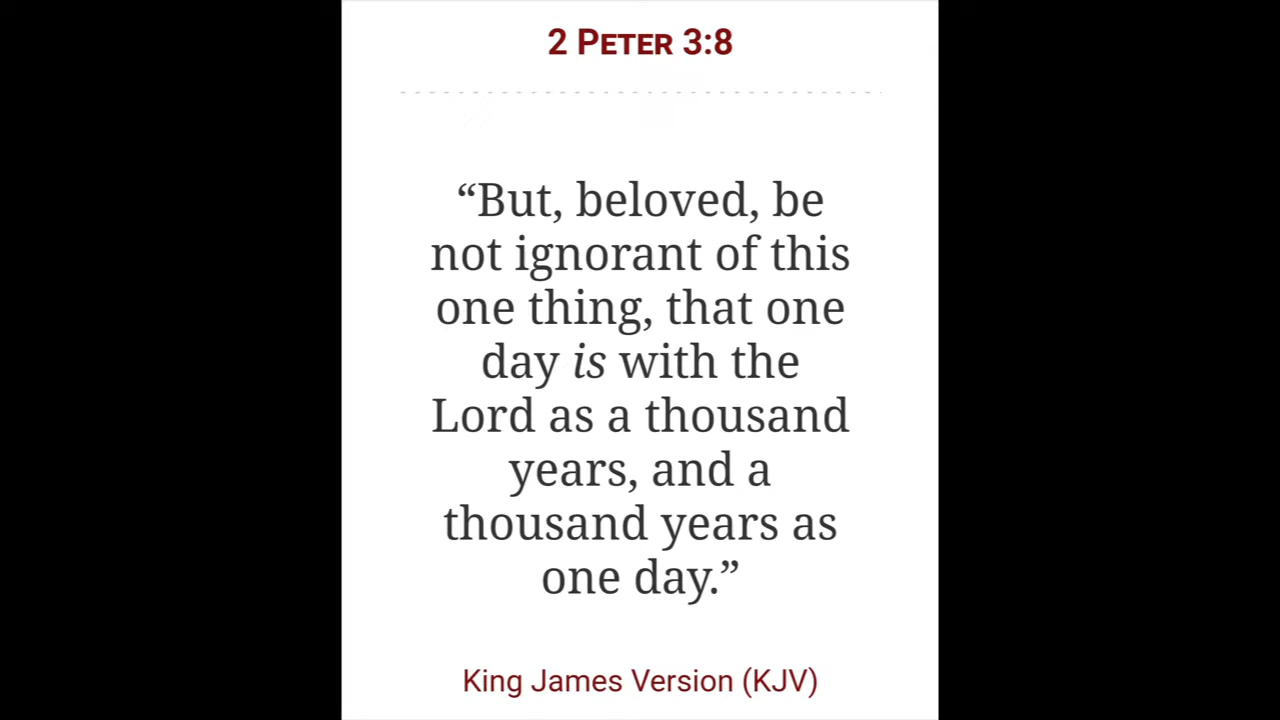 2 Peter 3:8
“But, beloved, be
not ignorant of this
one thing, that one
day is with the
Lord as a thousand
years, and a
thousand years as
one day.”
King James Version (KJV)